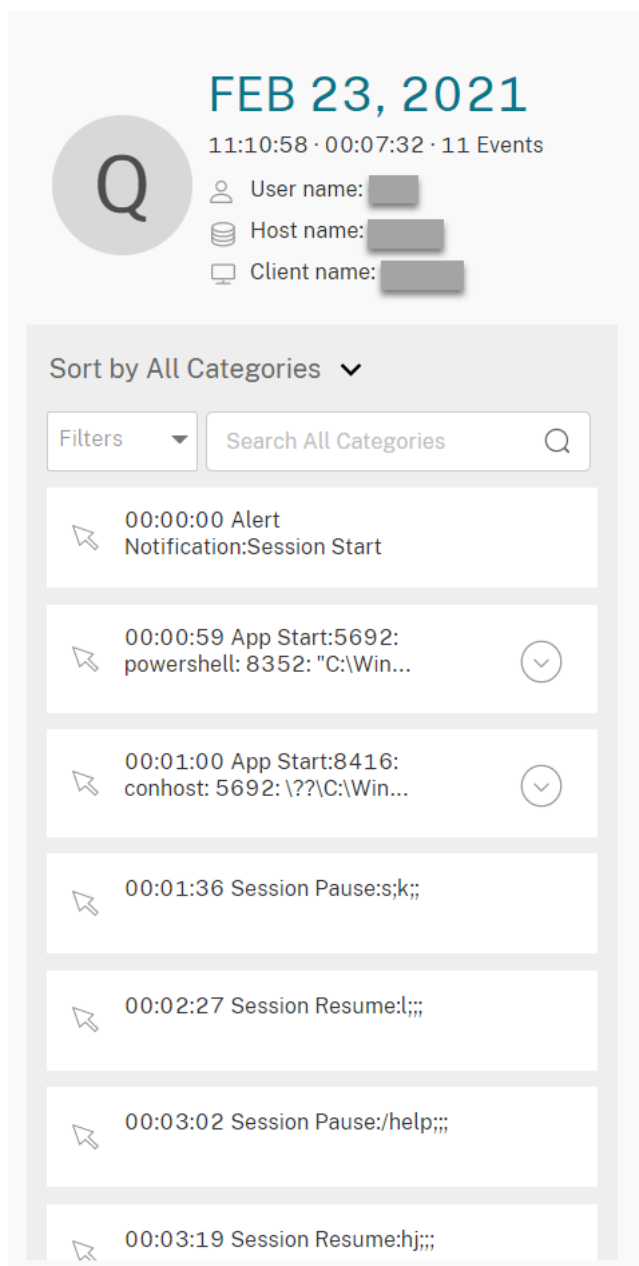 FEB 23, 2021
Q
11:10:58 · 00:07:32 · 11 Events
User name:
Host name:
Client name:
Sort by All Categories
Filters
Search All Categories
00:00:00 Alert
Notification:Session Start
00:00:59 App Start:5692:
powershell: 8352: "C:\Win...
00:01:00 App Start:8416:
conhost: 5692: \??\C:\Win...
00:01:36 Session Pause:s;k;;
00:02:27 Session Resume:l;;;
00:03:02 Session Pause:/help;;;
00:03:19 Session Resume:hj;;;